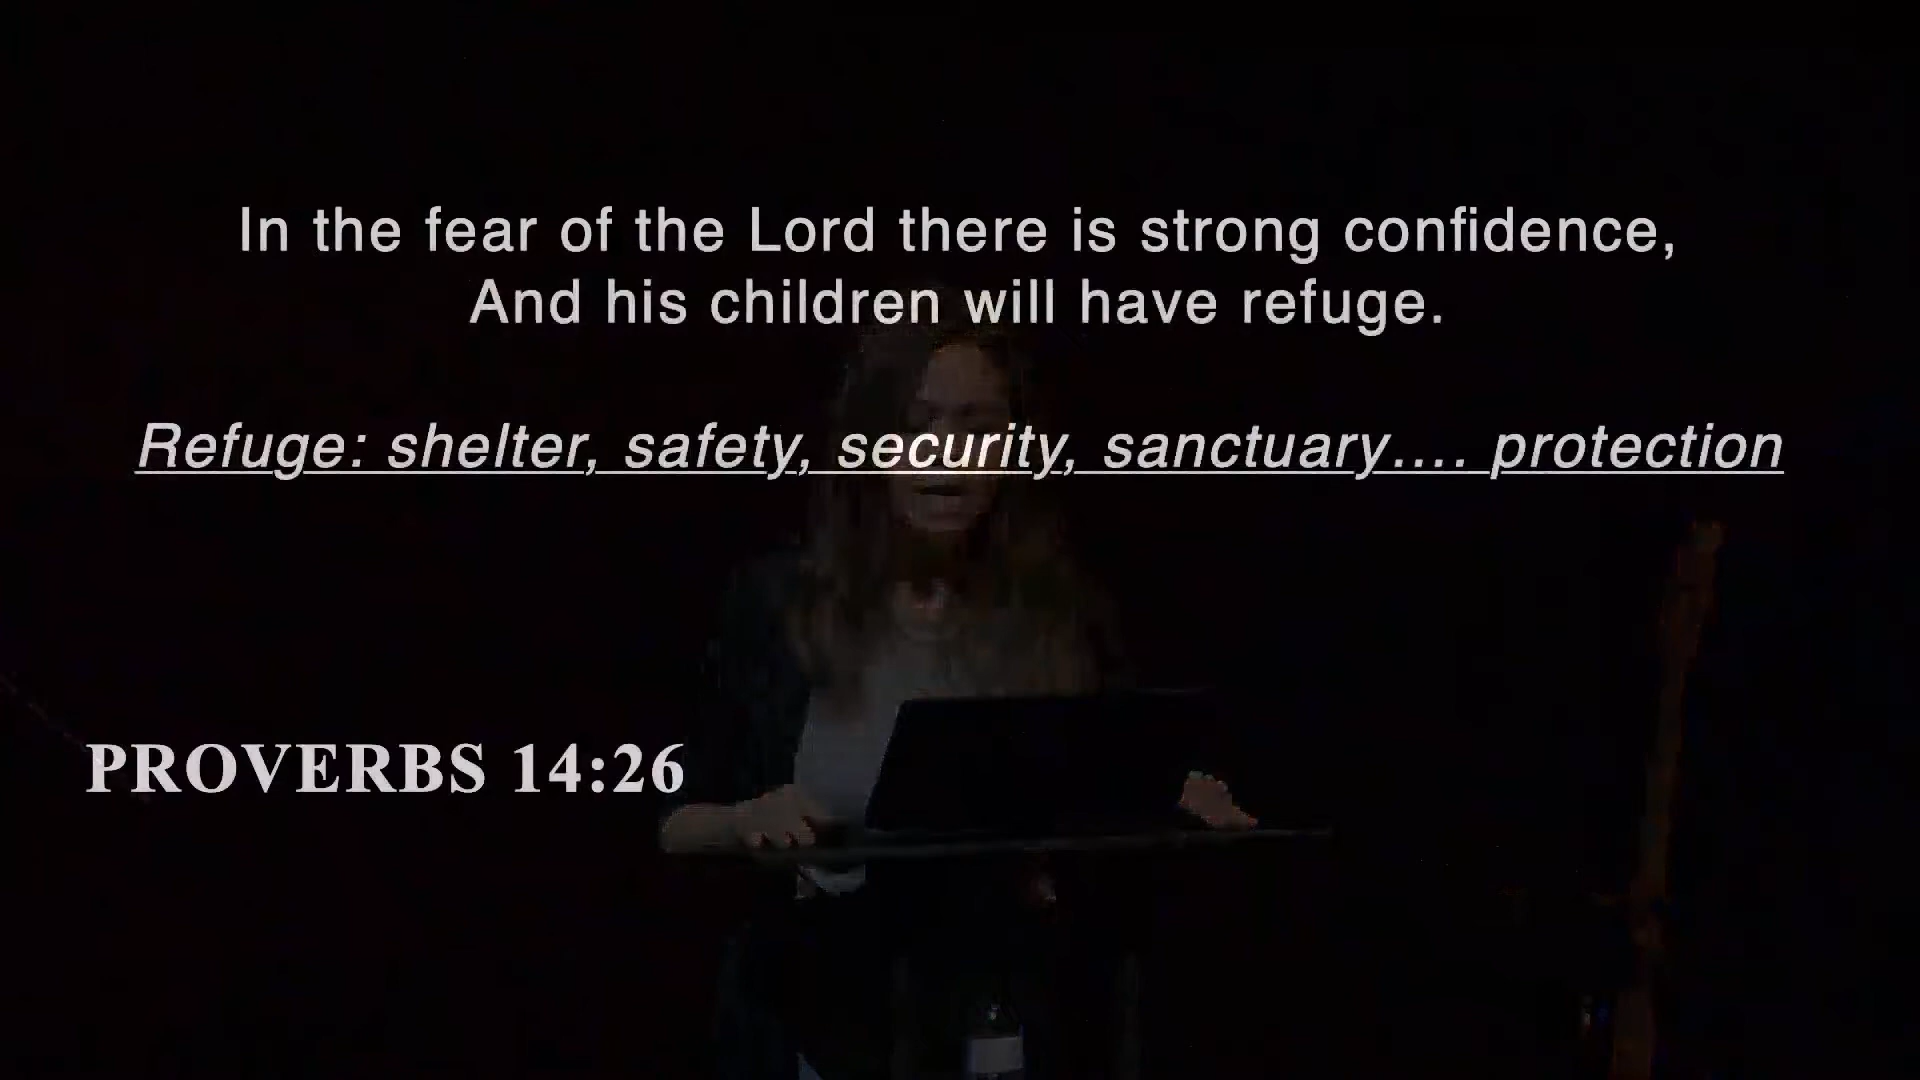 In the fear of the Lord there is strong confidence,
And his children will have refuge.
Refuge: shelter, safety, security, sanctuary.... protection
PROVERBS 14:26